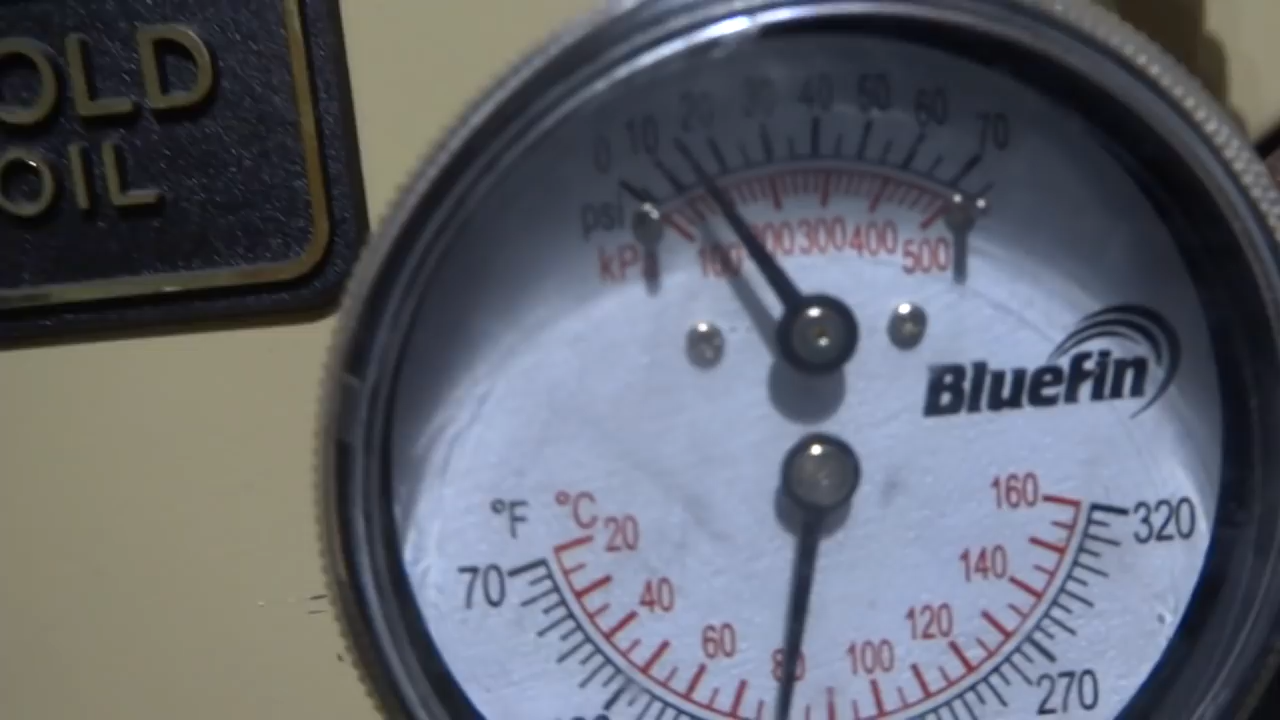 OLD
OIL
0 10 20 30 40 50 60 70
psi
kPa
100 200 300 400 500
Bluefin
°F °C
20 40 60 80 100 120 140 160
70 270 320